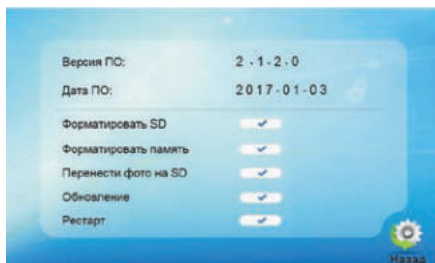 Версия ПО: 2.1.2.0
Дата ПО: 2017-01-03
Форматировать SD
Форматировать память
Перенести фото на SD
Обновление
Рестарт
Назад